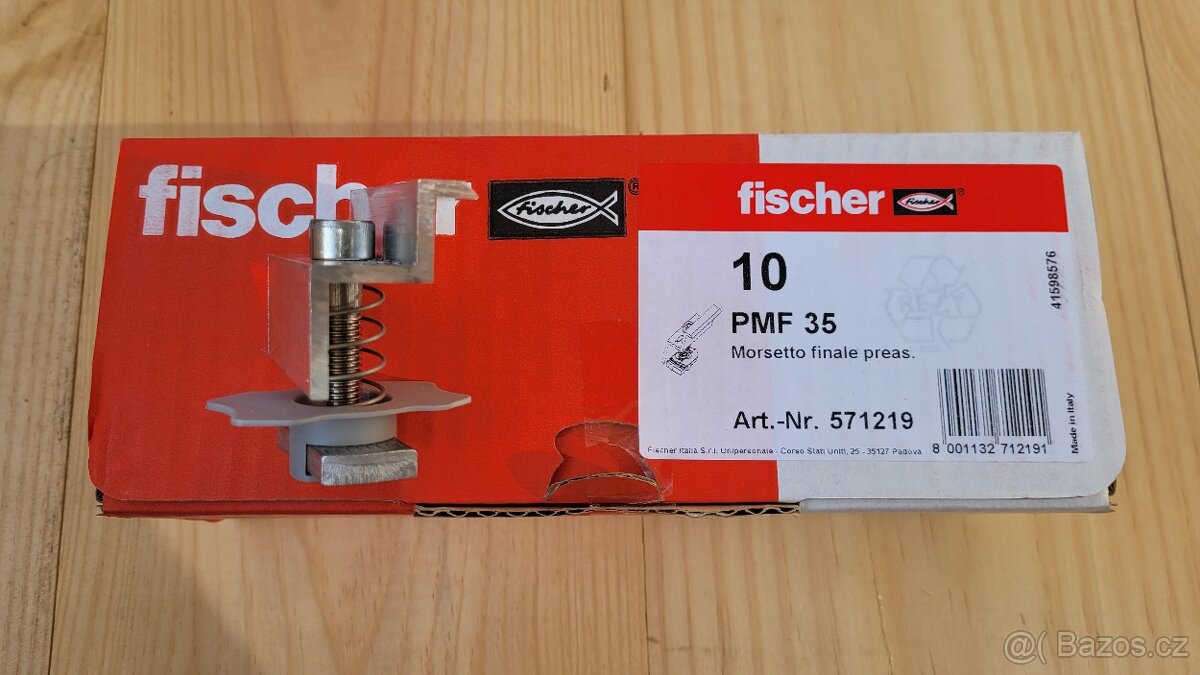 fisch
fischer
®
fischer
fischer
®
10
PMF 35
Morsetto finale preas.
Art.-Nr. 571219
Fischer Italia S.r.l. Unipersonale - Corso Stati Uniti, 25 - 35127 Padova
8 001132 712191
41598576
Made in Italy
@( Bazos.cz